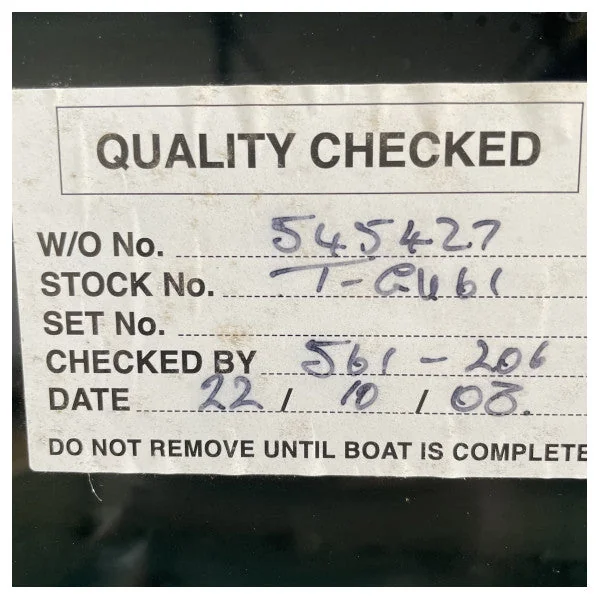 QUALITY CHECKED
W/O No. 545427
STOCK No.
SET No.
CHECKED BY 561-206
DATE 22 / 10 / 03.
DO NOT REMOVE UNTIL BOAT IS COMPLETE